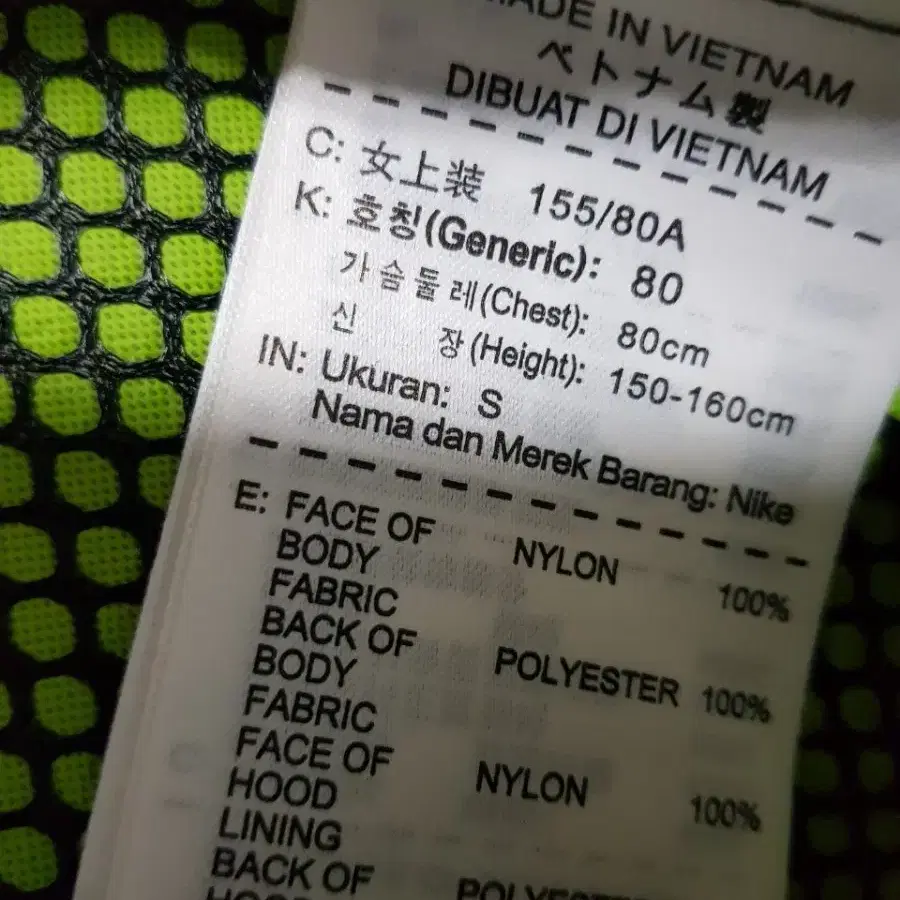 MADE IN VIETNAM
ベトナム製
DIBUAT DI VIETNAM
C: 女上装 155/80A
K: 호칭(Generic): 80
가슴둘레(Chest): 80cm
신 장(Height): 150-160cm
IN: Ukuran: S
Nama dan Merek Barang: Nike
E: FACE OF
BODY NYLON 100%
FABRIC
BACK OF
BODY POLYESTER 100%
FABRIC
FACE OF
HOOD NYLON 100%
LINING
BACK OF
HOOD POLYESTER